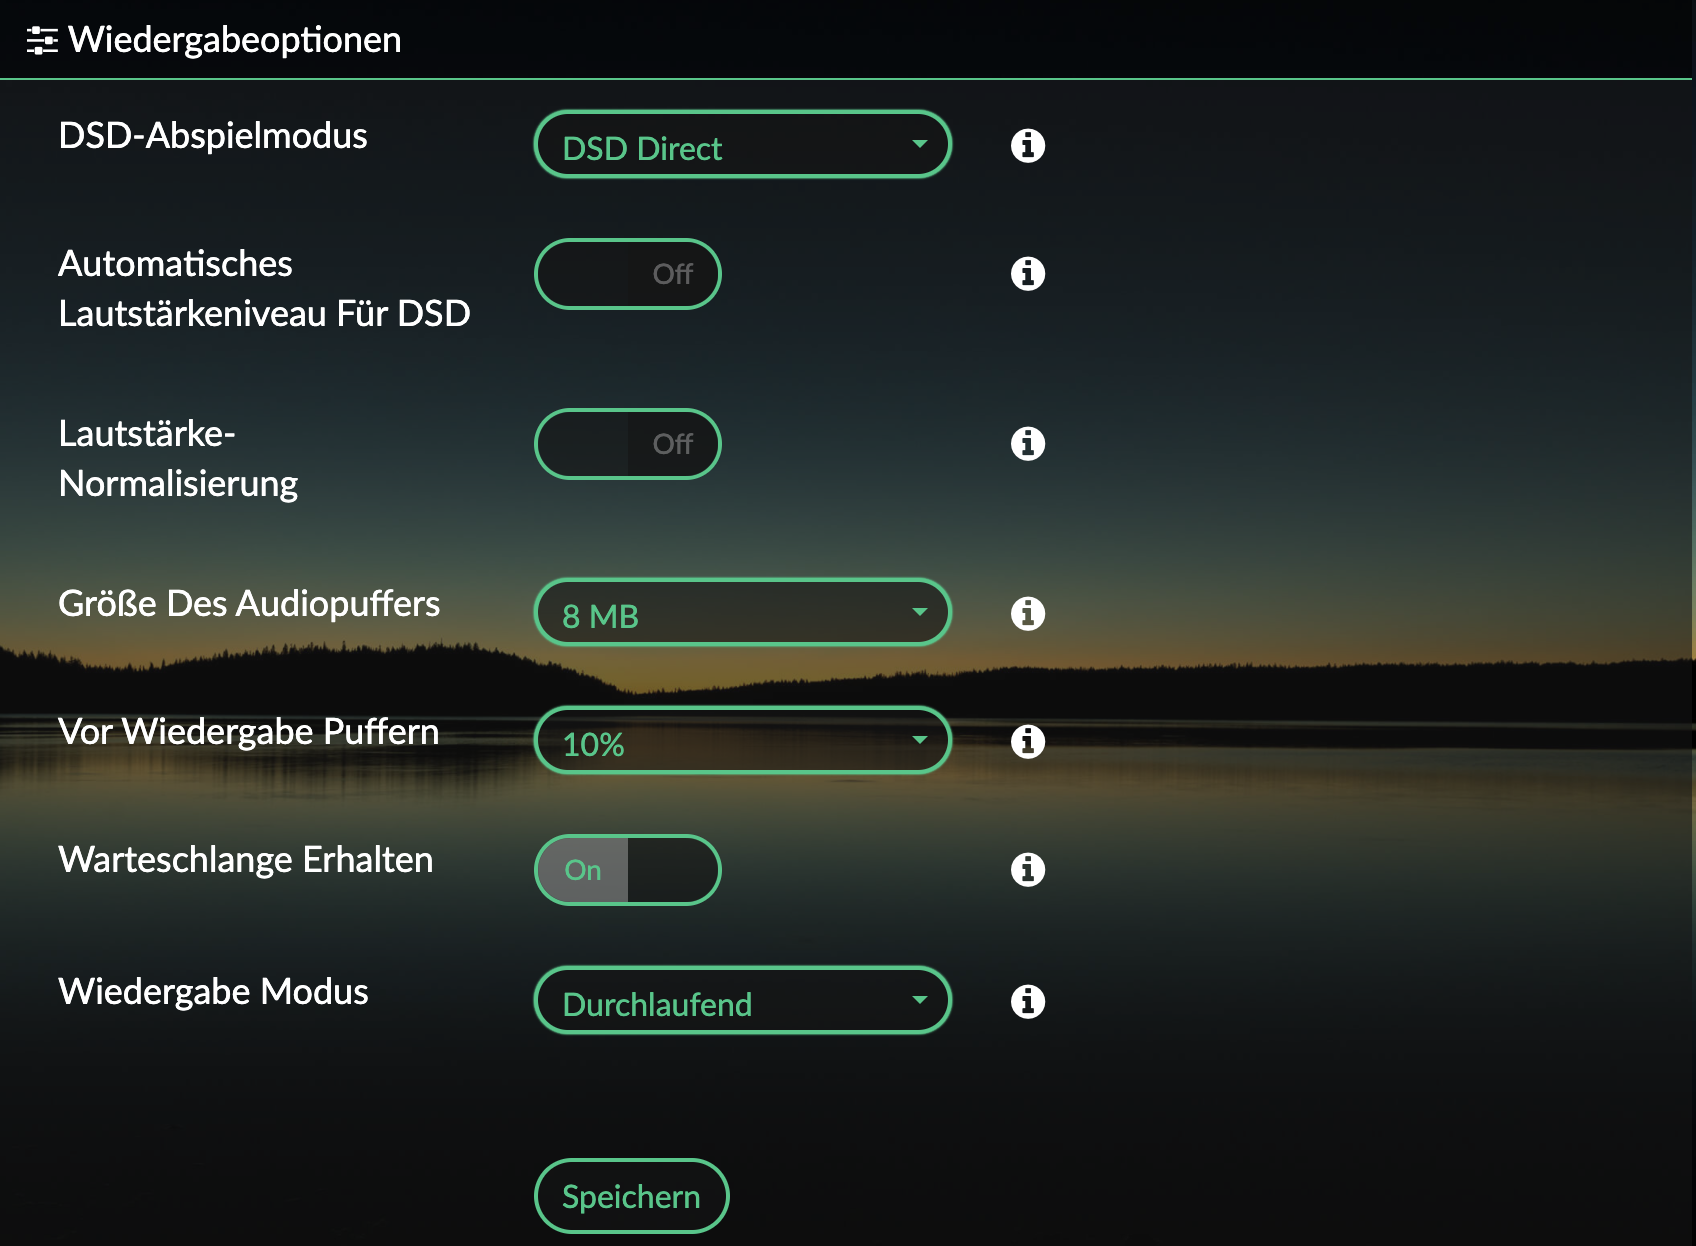 Wiedergabeoptionen
DSD-Abspielmodus
DSD Direct
Automatisches
Lautstärkeniveau Für DSD
Off
Lautstärke-
Normalisierung
Off
Größe Des Audiopuffers
8 MB
Vor Wiedergabe Puffern
10%
Warteschlange Erhalten
On
Wiedergabe Modus
Durchlaufend
Speichern